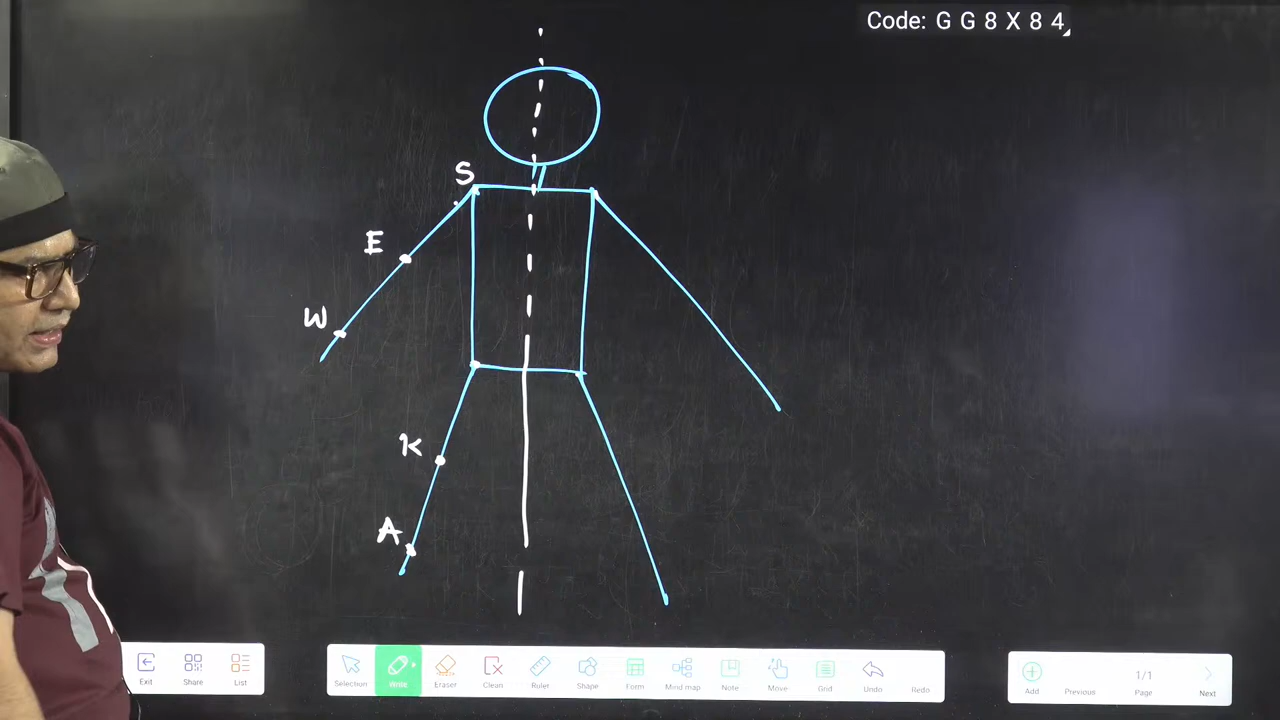 Code: G G 8 X 8 4
S
E
W
K
A
Exit
Share
List
Selection
Write
Eraser
Clean
Ruler
Shape
Form
Mind map
Note
Move
Grid
Undo
Redo
Add
Previous
1/1
Page
Next